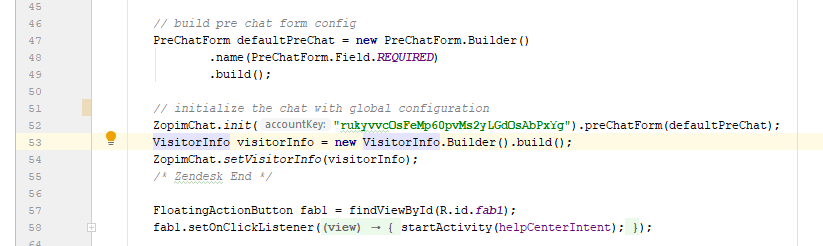 45
46 // build pre chat form config
47 PreChatForm defaultPreChat = new PreChatForm.Builder()
48 .name(PreChatForm.Field.REQUIRED)
49 .build();
50
51 // initialize the chat with global configuration
52 ZopimChat.init( accountKey: "rukyvvcOsFeMp60pvMs2yLGdOsAbPxYg").preChatForm(defaultPreChat);
53 VisitorInfo visitorInfo = new VisitorInfo.Builder().build();
54 ZopimChat.setVisitorInfo(visitorInfo);
55 /* Zendesk End */
56
57 FloatingActionButton fab1 = findViewById(R.id.fab1);
58 fab1.setOnClickListener((view) → { startActivity(helpCenterIntent); });